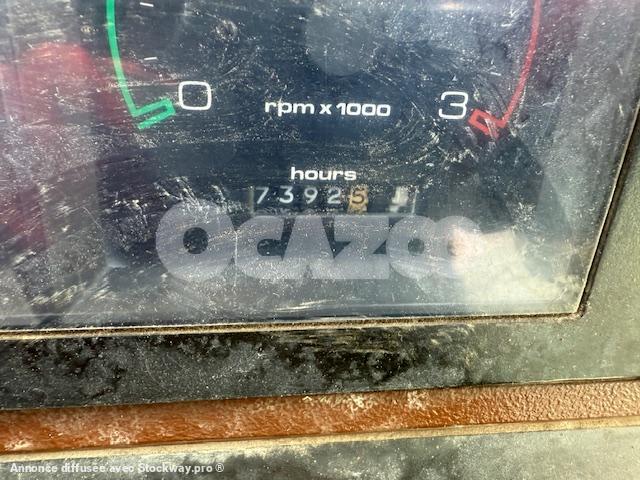 0 rpm x 1000 3
hours
73925
OCAZOO
Annonce diffusée avec Stockway.pro ®